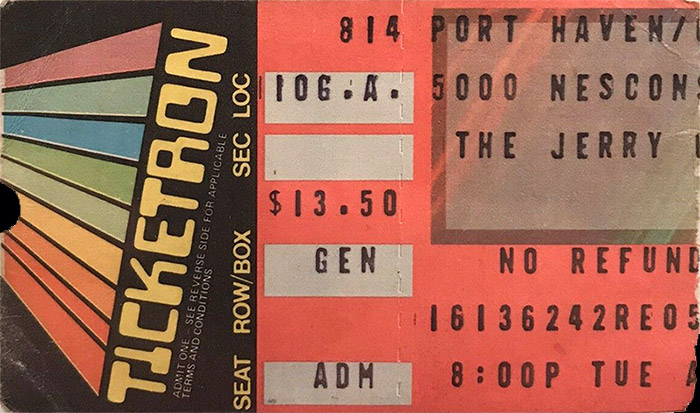 TICKETRON
ADMIT ONE – SEE REVERSE SIDE FOR APPLICABLE
TERMS AND CONDITIONS
SEAT ROW/BOX SEC LOC
814 PORT HAVEN/
10G.A. 5000 NESCONS
THE JERRY
$13.50
GEN NO REFUND
16136242RE05
ADM 8:00P TUE A